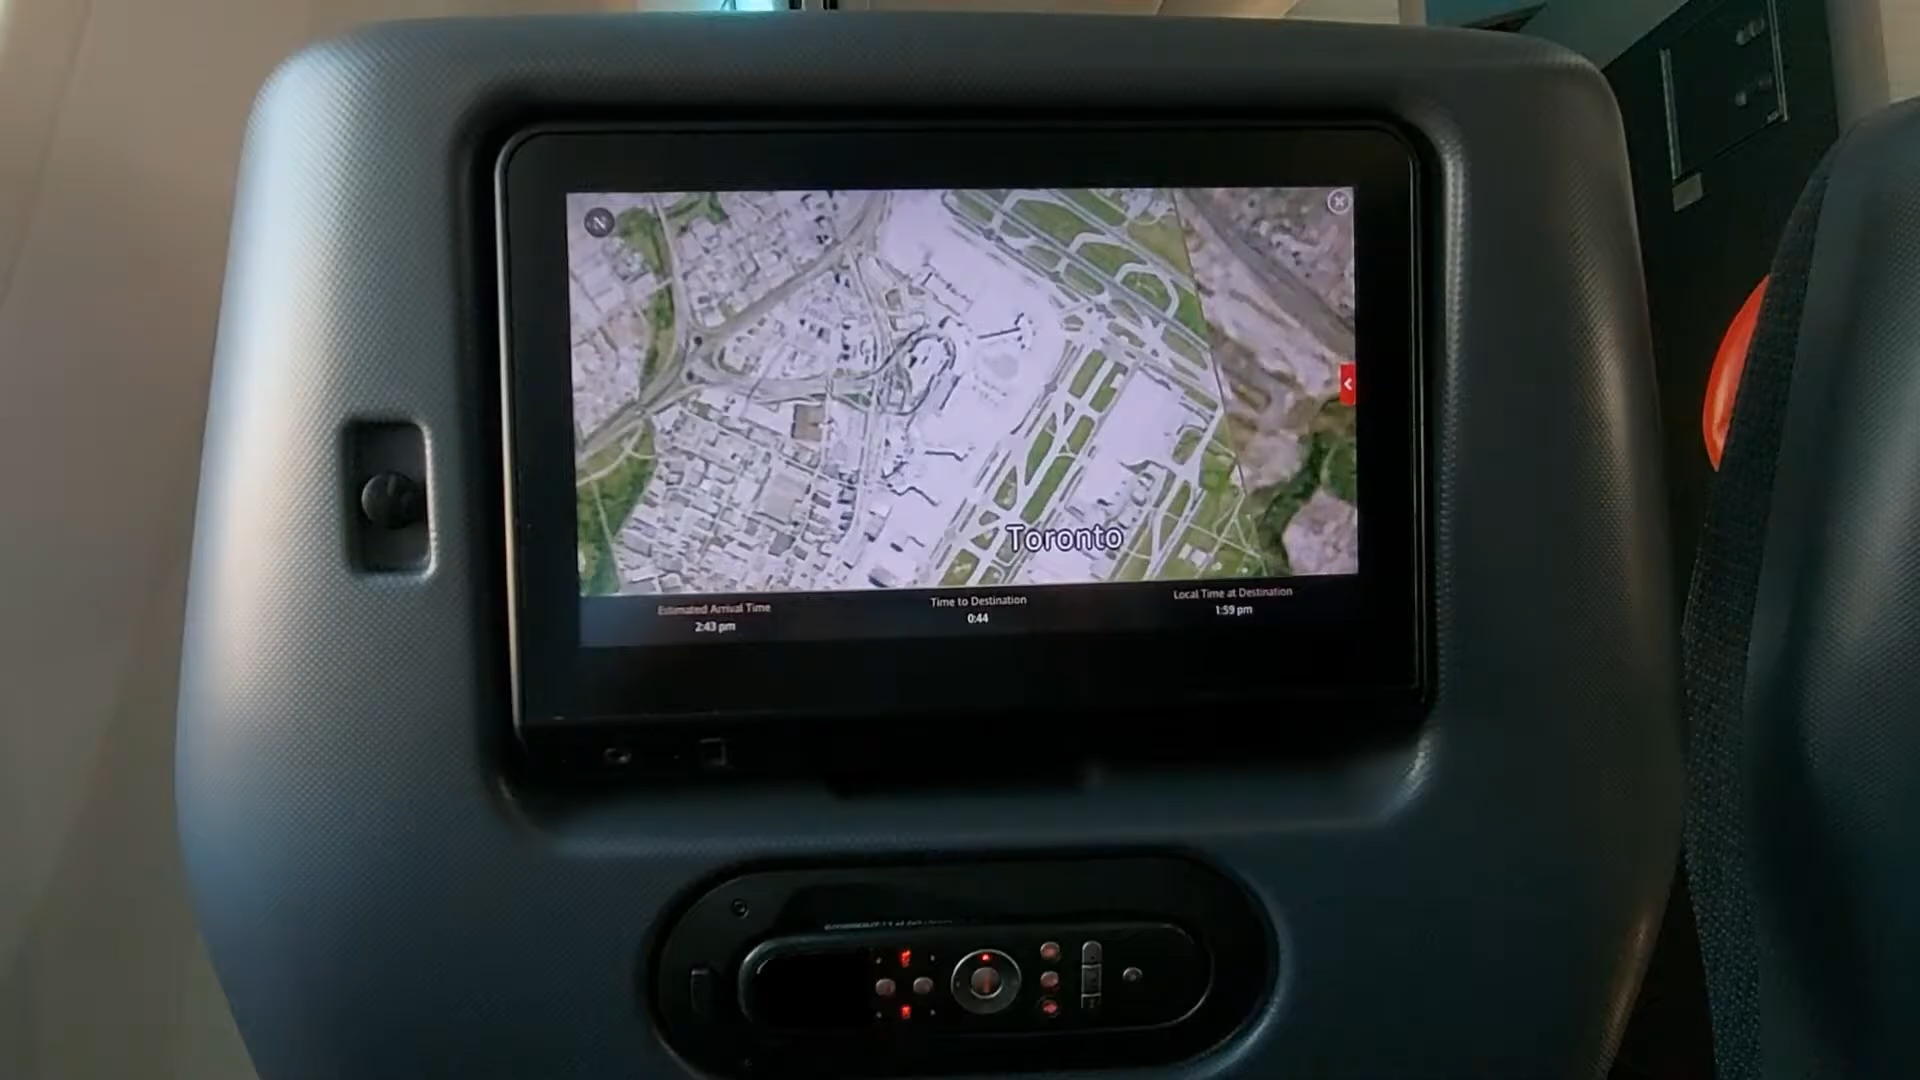 N
Toronto
Estimated Arrival Time
2:43 pm
Time to Destination
0:44
Local Time at Destination
1:59 pm